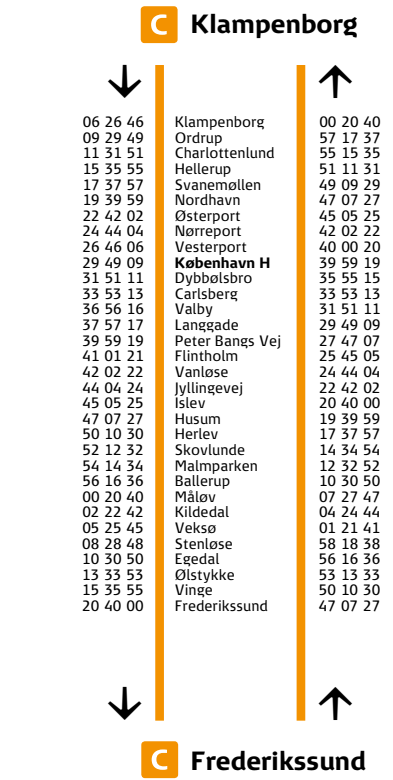 C Klampenborg
06 26 46 Klampenborg 00 20 40
09 29 49 Ordrup 57 17 37
11 31 51 Charlottenlund 55 15 35
15 35 55 Hellerup 51 11 31
17 37 57 Svanemøllen 49 09 29
19 39 59 Nordhavn 47 07 27
22 42 02 Østerport 45 05 25
24 44 04 Nørreport 42 02 22
26 46 06 Vesterport 40 00 20
29 49 09 København H 39 59 19
31 51 11 Dybbølsbro 35 55 15
33 53 13 Carlsberg 33 53 13
36 56 16 Valby 31 51 11
37 57 17 Langgade 29 49 09
39 59 19 Peter Bangs Vej 27 47 07
41 01 21 Flintholm 25 45 05
42 02 22 Vanløse 24 44 04
44 04 24 Jyllingevej 22 42 02
45 05 25 Islev 20 40 00
47 07 27 Husum 19 39 59
50 10 30 Herlev 17 37 57
52 12 32 Skovlunde 14 34 54
54 14 34 Malmparken 12 32 52
56 16 36 Ballerup 10 30 50
00 20 40 Måløv 07 27 47
02 22 42 Kildedal 04 24 44
05 25 45 Veksø 01 21 41
08 28 48 Stenløse 58 18 38
10 30 50 Egedal 56 16 36
13 33 53 Ølstykke 53 13 33
15 35 55 Vinge 50 10 30
20 40 00 Frederikssund 47 07 27
C Frederikssund